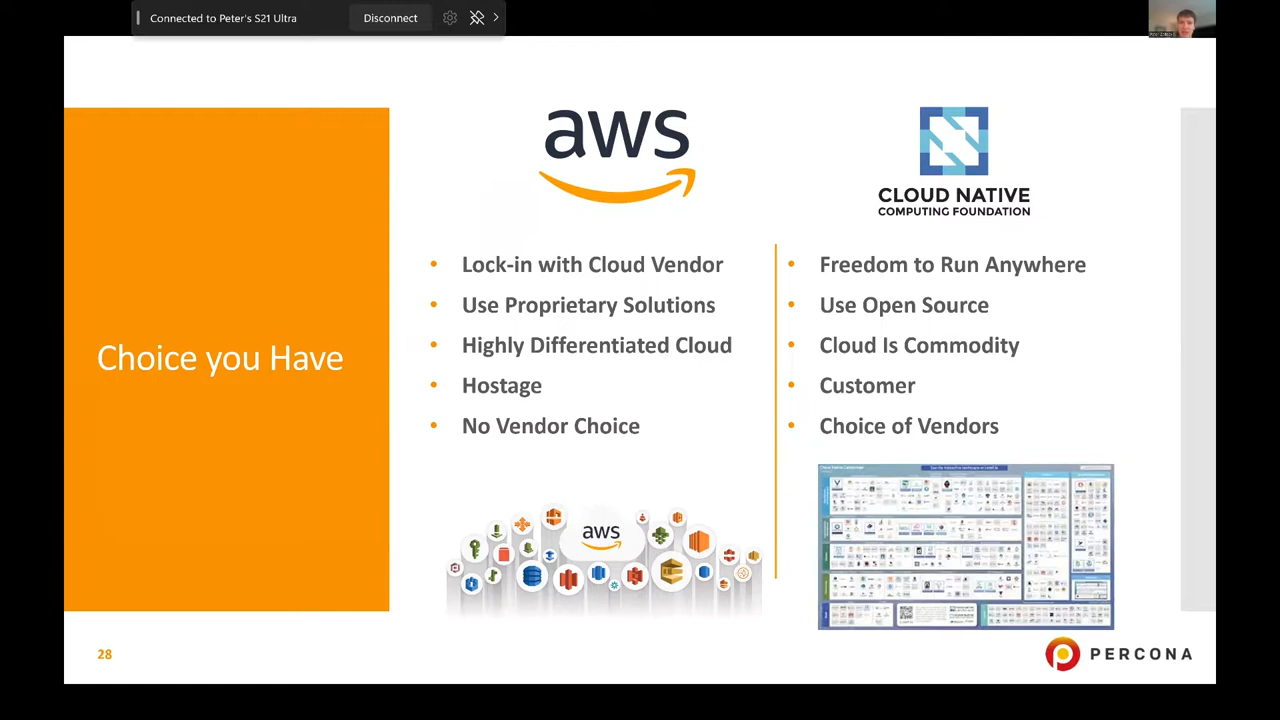 Connected to Peter's S21 Ultra
Disconnect
aws
CLOUD NATIVE
COMPUTING FOUNDATION
Choice you Have
• Lock-in with Cloud Vendor
• Use Proprietary Solutions
• Highly Differentiated Cloud
• Hostage
• No Vendor Choice
• Freedom to Run Anywhere
• Use Open Source
• Cloud Is Commodity
• Customer
• Choice of Vendors
aws
28
PERCONA